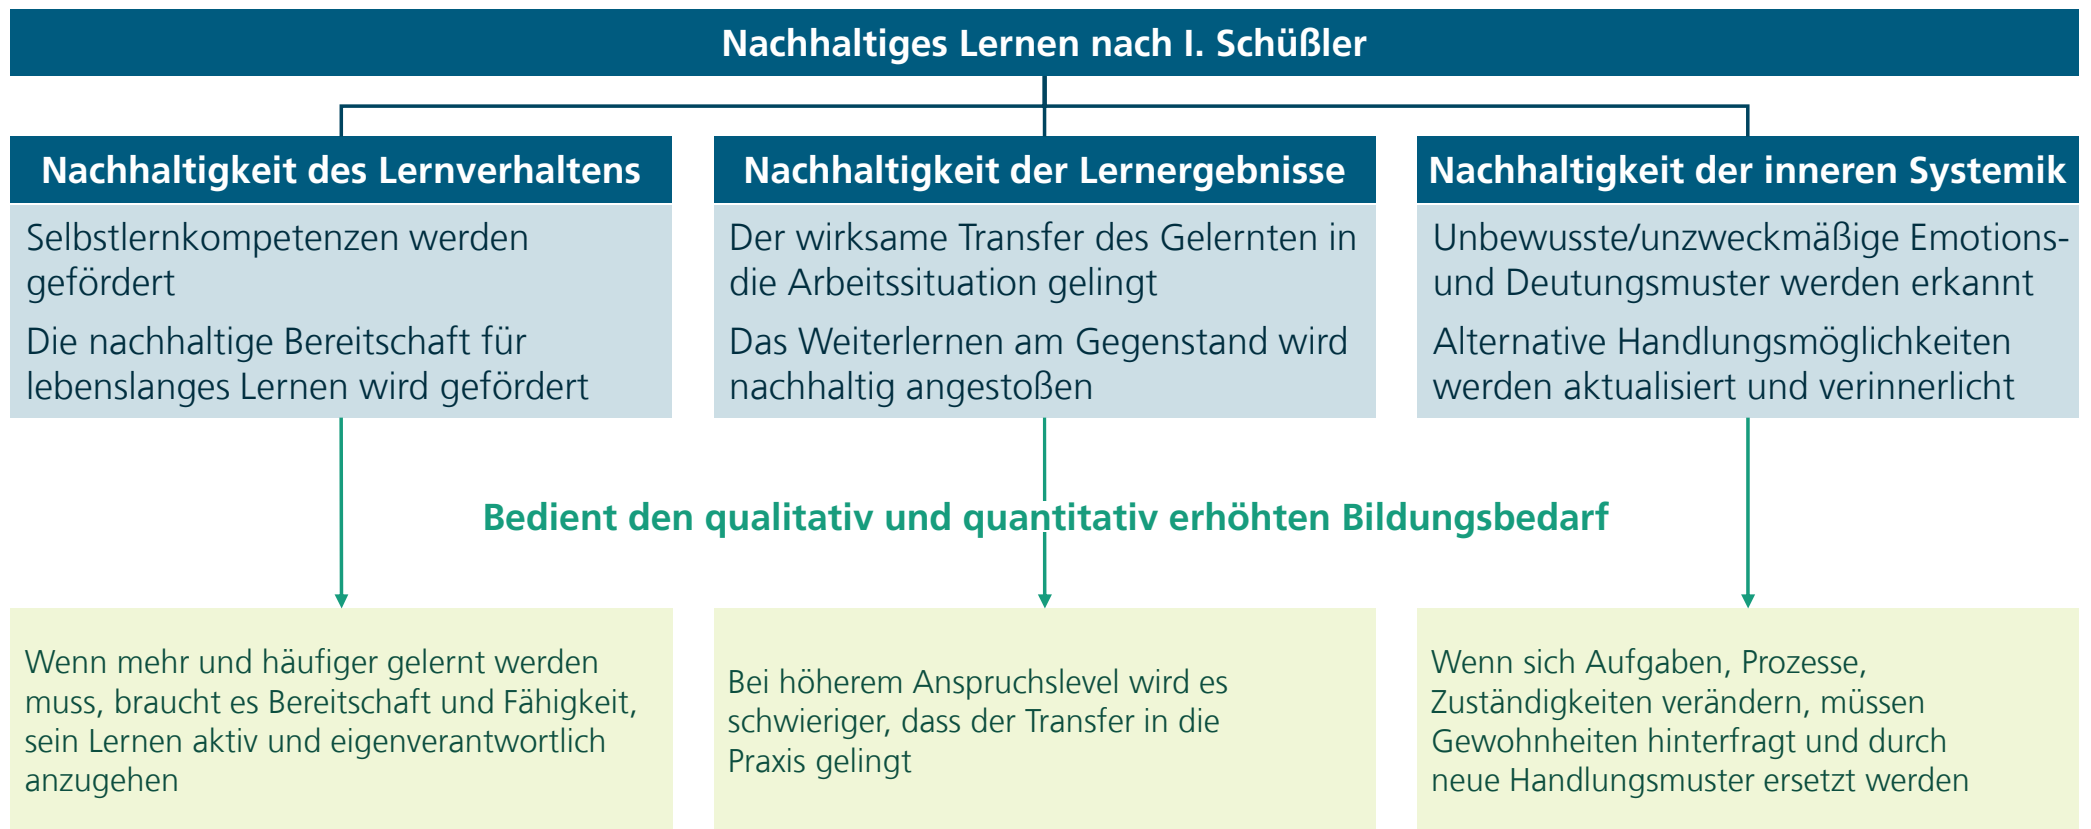 Nachhaltiges Lernen nach I. Schüßler
Nachhaltigkeit des Lernverhaltens
Selbstlernkompetenzen werden
gefördert
Die nachhaltige Bereitschaft für
lebenslanges Lernen wird gefördert
Nachhaltigkeit der Lernergebnisse
Der wirksame Transfer des Gelernten in
die Arbeitssituation gelingt
Das Weiterlernen am Gegenstand wird
nachhaltig angestoßen
Nachhaltigkeit der inneren Systemik
Unbewusste/unzweckmäßige Emotions-
und Deutungsmuster werden erkannt
Alternative Handlungsmöglichkeiten
werden aktualisiert und verinnerlicht
Bedient den qualitativ und quantitativ erhöhten Bildungsbedarf
Wenn mehr und häufiger gelernt werden
muss, braucht es Bereitschaft und Fähigkeit,
sein Lernen aktiv und eigenverantwortlich
anzugehen
Bei höherem Anspruchslevel wird es
schwieriger, dass der Transfer in die
Praxis gelingt
Wenn sich Aufgaben, Prozesse,
Zuständigkeiten verändern, müssen
Gewohnheiten hinterfragt und durch
neue Handlungsmuster ersetzt werden